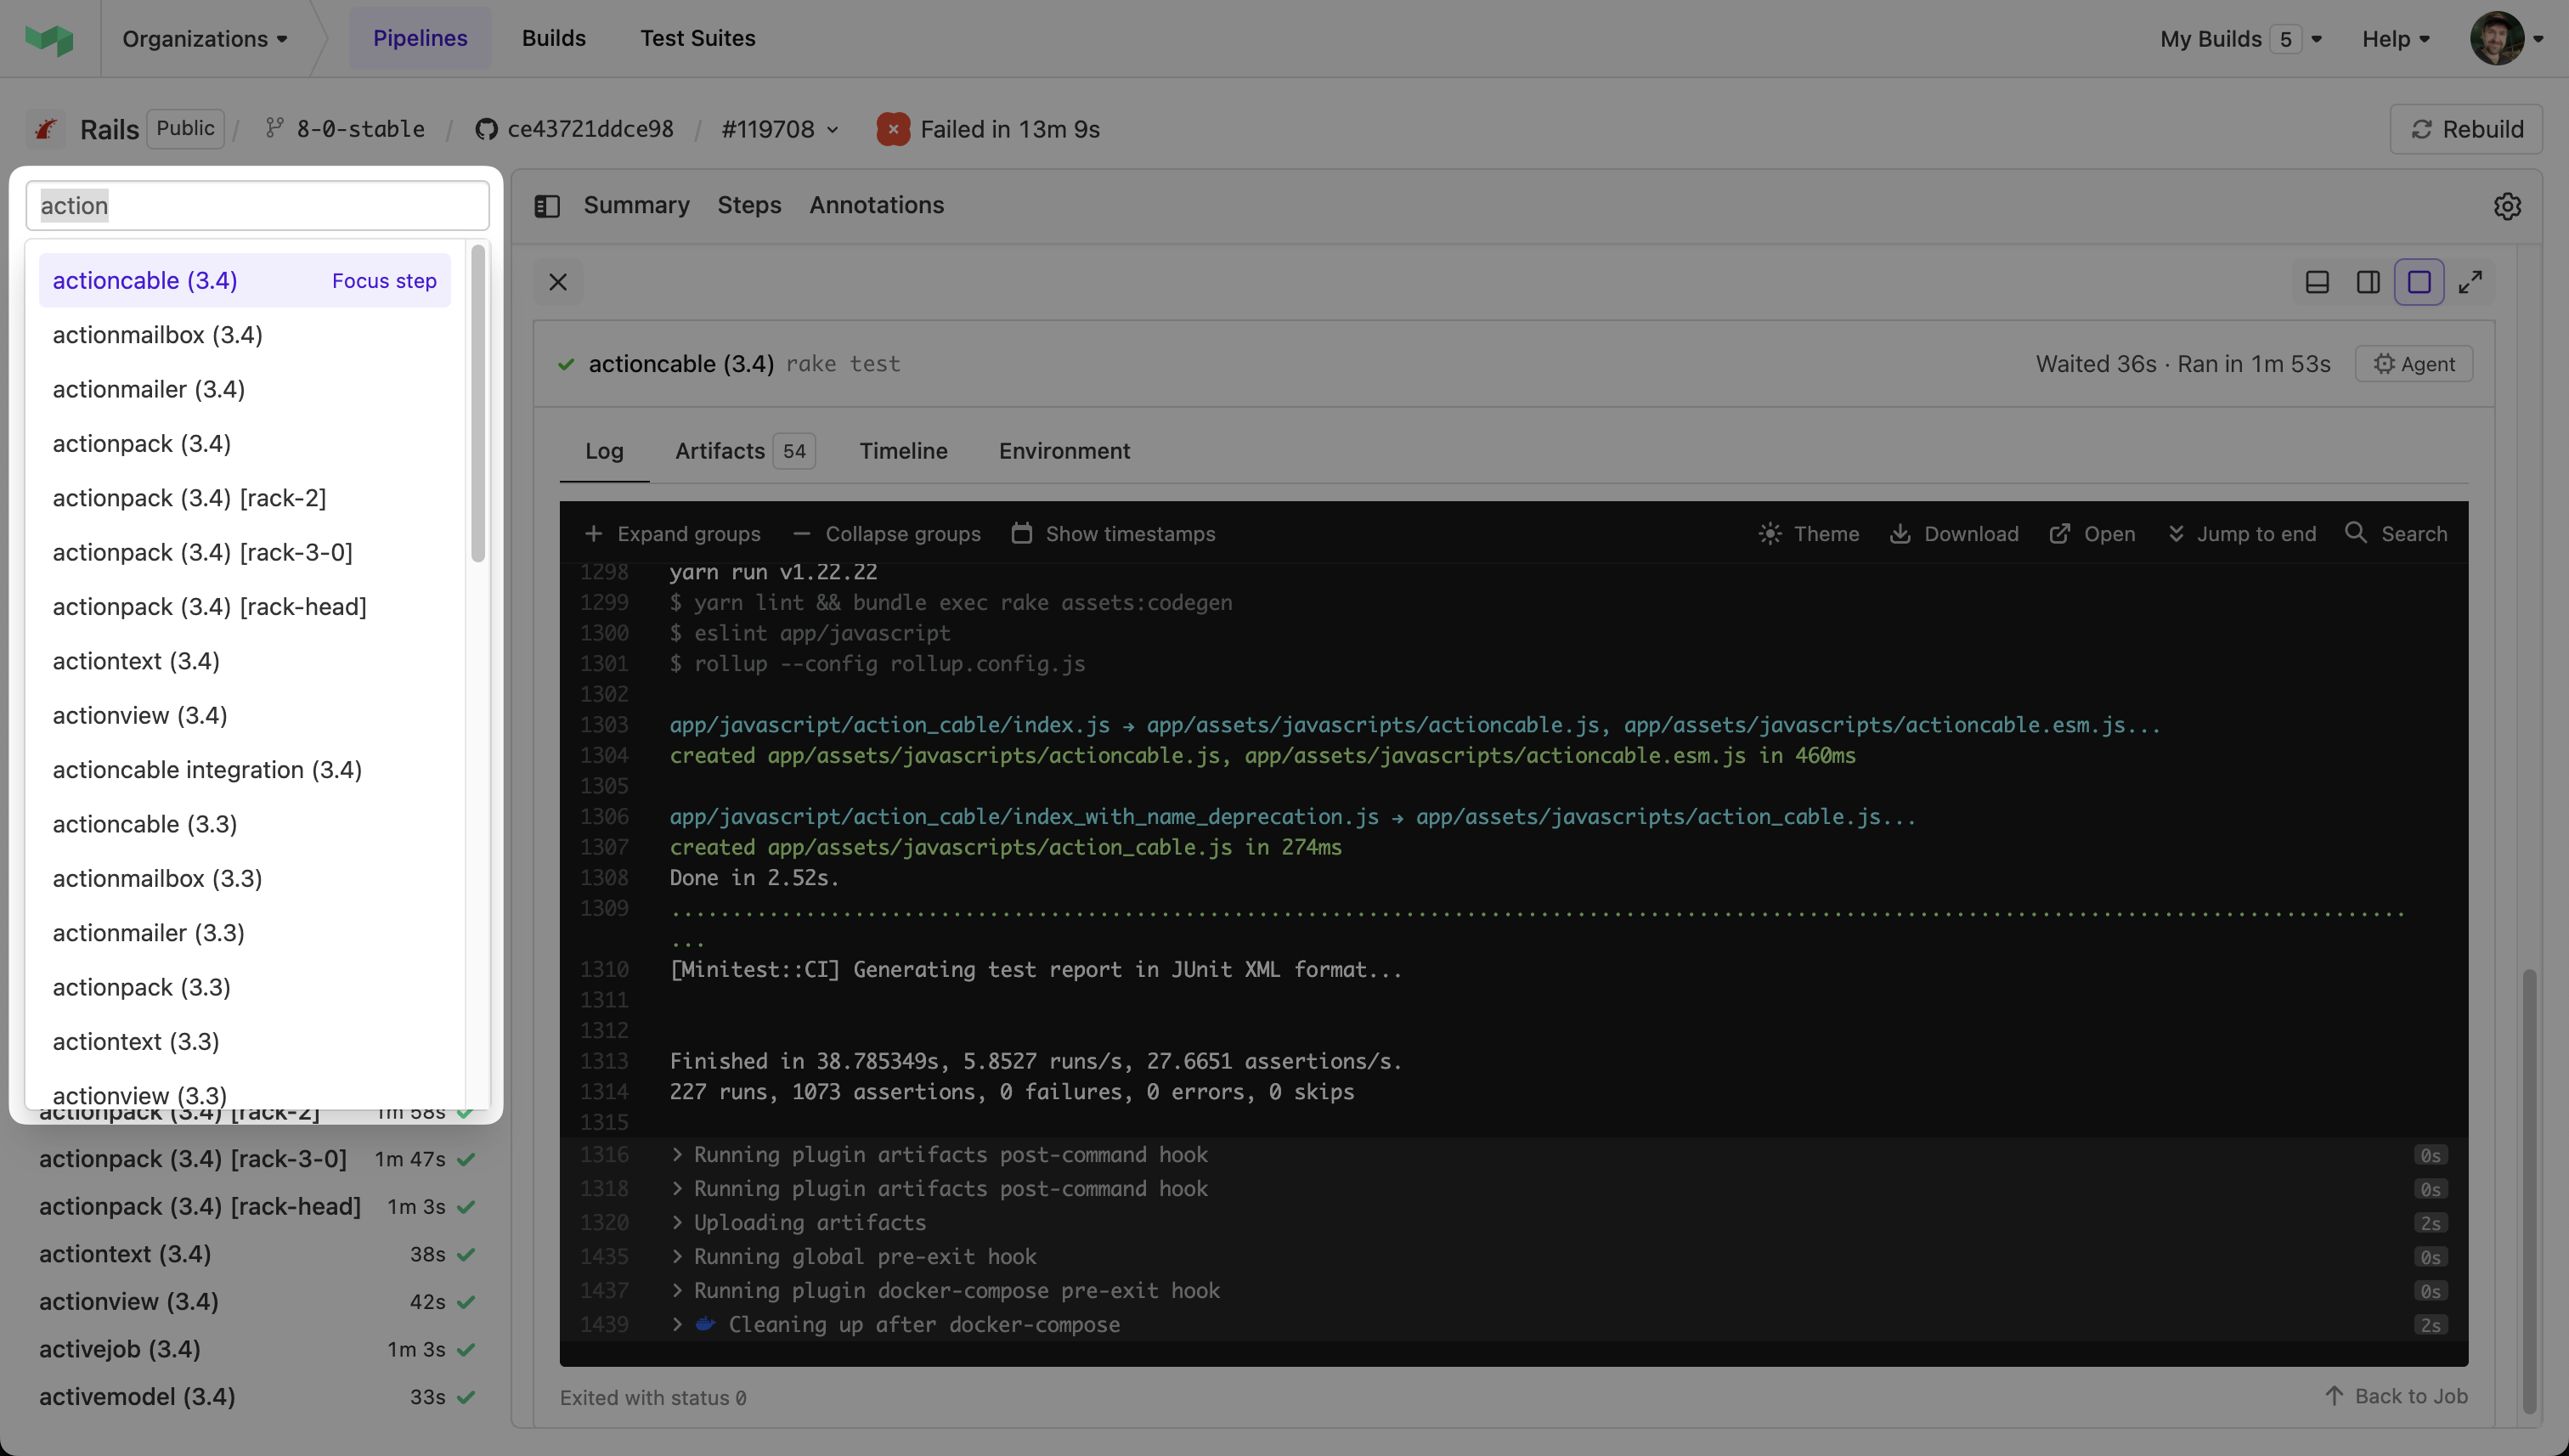 Organizations
Pipelines
Builds
Test Suites
My Builds 5
Help
Rails Public / 8-0-stable / ce43721ddce98 / #119708 Failed in 13m 9s
Rebuild
action
actioncable (3.4) Focus step
actionmailbox (3.4)
actionmailer (3.4)
actionpack (3.4)
actionpack (3.4) [rack-2]
actionpack (3.4) [rack-3-0]
actionpack (3.4) [rack-head]
actiontext (3.4)
actionview (3.4)
actioncable integration (3.4)
actioncable (3.3)
actionmailbox (3.3)
actionmailer (3.3)
actionpack (3.3)
actiontext (3.3)
actionview (3.3)
actionpack (3.4) [rack-2] 1m 58s
actionpack (3.4) [rack-3-0] 1m 47s
actionpack (3.4) [rack-head] 1m 3s
actiontext (3.4) 38s
actionview (3.4) 42s
activejob (3.4) 1m 3s
activemodel (3.4) 33s
Summary Steps Annotations
actioncable (3.4) rake test
Waited 36s · Ran in 1m 53s Agent
Log Artifacts 54 Timeline Environment
Expand groups Collapse groups Show timestamps Theme Download Open Jump to end Search
1298 yarn run v1.22.22
1299 $ yarn lint && bundle exec rake assets:codegen
1300 $ eslint app/javascript
1301 $ rollup --config rollup.config.js
1302
1303 app/javascript/action_cable/index.js → app/assets/javascripts/actioncable.js, app/assets/javascripts/actioncable.esm.js...
1304 created app/assets/javascripts/actioncable.js, app/assets/javascripts/actioncable.esm.js in 460ms
1305
1306 app/javascript/action_cable/index_with_name_deprecation.js → app/assets/javascripts/action_cable.js...
1307 created app/assets/javascripts/action_cable.js in 274ms
1308 Done in 2.52s.
1309 ..............................................................................................................................................
...
1310 [Minitest::CI] Generating test report in JUnit XML format...
1311
1312
1313 Finished in 38.785349s, 5.8527 runs/s, 27.6651 assertions/s.
1314 227 runs, 1073 assertions, 0 failures, 0 errors, 0 skips
1315
1316 > Running plugin artifacts post-command hook 0s
1318 > Running plugin artifacts post-command hook 0s
1320 > Uploading artifacts 2s
1435 > Running global pre-exit hook 0s
1437 > Running plugin docker-compose pre-exit hook 0s
1439 > Cleaning up after docker-compose 2s
Exited with status 0
Back to Job